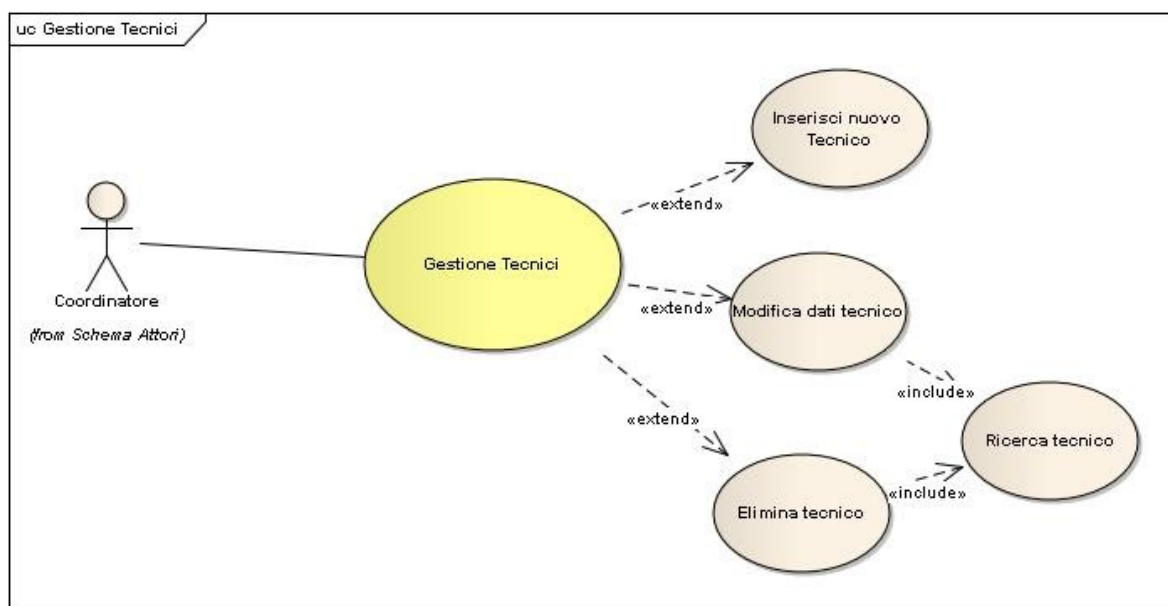 uc Gestione Tecnici
Inserisci nuovo
Tecnico
«extend»
Gestione Tecnici
Coordinatore
(from Schema Attori)
«extend»
Modifica dati tecnico
«include»
«extend»
Ricerca tecnico
«include»
Elimina tecnico